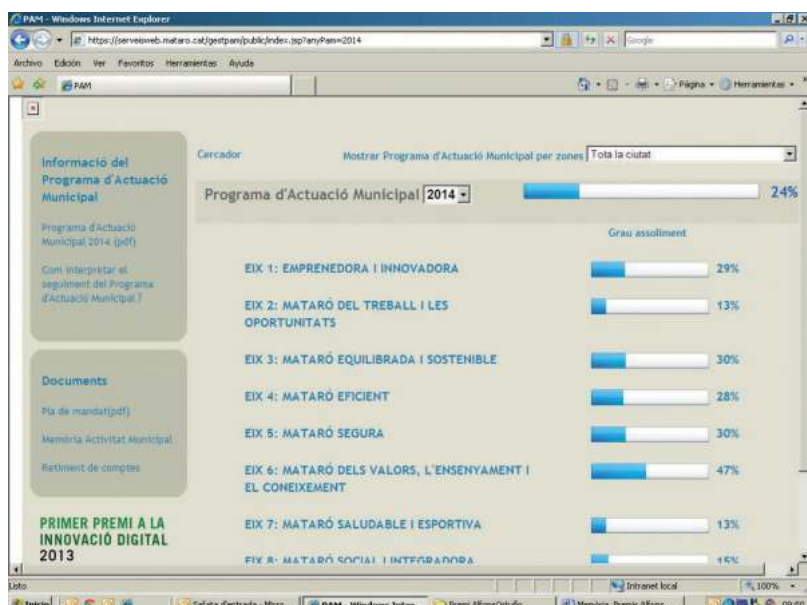 PAM - Windows Internet Explorer
https://serveisweb.mataro.cat/gestpam/public/index.jsp?anyPam=2014
Google
Archivo Edición Ver Favoritos Herramientas Ayuda
PAM
Página
Herramientas
Informació del
Programa d'Actuació
Municipal
Programa d'Actuació
Municipal 2014 (pdf)
Com interpretar el
seguiment del Programa
d'Actuació Municipal?
Documents
Pla de mandat(pdf)
Memòria Activitat Municipal
Retiment de comptes
PRIMER PREMI A LA
INNOVACIÓ DIGITAL
2013
Cercador
Mostrar Programa d'Actuació Municipal per zones Tota la ciutat
Programa d'Actuació Municipal 2014 24%
Grau assoliment
EIX 1: EMPRENEDORA I INNOVADORA 29%
EIX 2: MATARÓ DEL TREBALL I LES
OPORTUNITATS 13%
EIX 3: MATARÓ EQUILIBRADA I SOSTENIBLE 30%
EIX 4: MATARÓ EFICIENT 28%
EIX 5: MATARÓ SEGURA 30%
EIX 6: MATARÓ DELS VALORS, L'ENSENYAMENT I
EL CONEIXEMENT 47%
EIX 7: MATARÓ SALUDABLE I ESPORTIVA 13%
EIX 8: MATARÓ SOCIAL I INTEGRADORA 15%
Listo
Intranet local
100%
Inicio
Safata d'entrada - Micro
PAM - Windows Inter